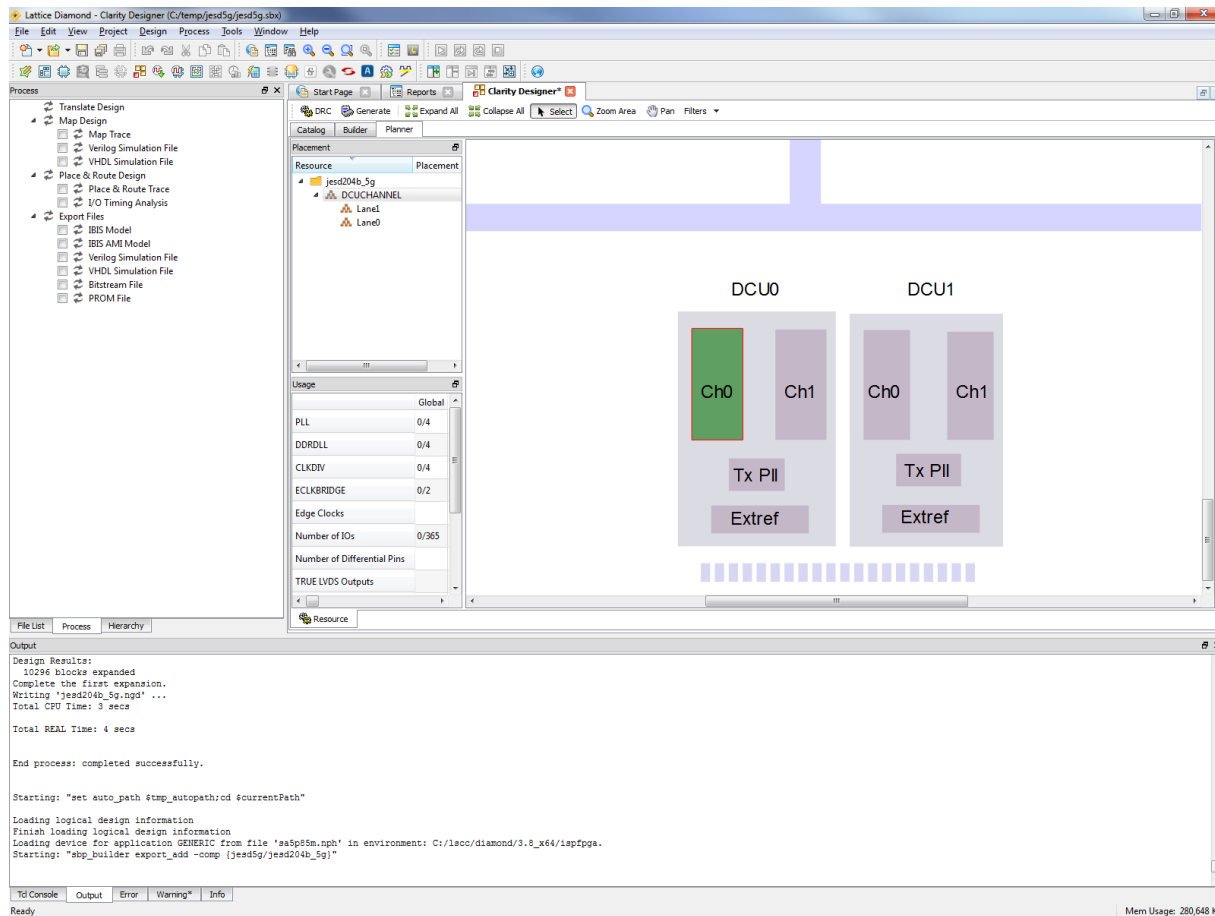 Lattice Diamond - Clarity Designer (C:/temp/jesd5g/jesd5g.sbx)
File Edit View Project Design Process Tools Window Help
Process
Start Page Reports Clarity Designer*
DRC Generate Expand All Collapse All Select Zoom Area Pan Filters
Catalog Builder Planner
Translate Design
Map Design
Map Trace
Verilog Simulation File
VHDL Simulation File
Place & Route Design
Place & Route Trace
I/O Timing Analysis
Export Files
IBIS Model
IBIS AMI Model
Verilog Simulation File
VHDL Simulation File
Bitstream File
PROM File
Placement
Resource Placement
jesd204b_5g
DCUCHANNEL
Lane1
Lane0
Usage
Global
PLL 0/4
DDRDLL 0/4
CLKDIV 0/4
ECLKBRIDGE 0/2
Edge Clocks
Number of IOs 0/365
Number of Differential Pins
TRUE LVDS Outputs
Resource
DCU0 DCU1
Ch0 Ch1 Ch0 Ch1
Tx Pll Tx Pll
Extref Extref
File List Process Hierarchy
Output
Design Results:
10296 blocks expanded
Complete the first expansion.
Writing 'jesd204b_5g.ngd' ...
Total CPU Time: 3 secs
Total REAL Time: 4 secs
End process: completed successfully.
Starting: "set auto_path $tmp_autopath;cd $currentPath"
Loading logical design information
Finish loading logical design information
Loading device for application GENERIC from file 'sa5p85m.nph' in environment: C:/lscc/diamond/3.8_x64/ispfpga.
Starting: "sbp_builder export_add -comp {jesd5g/jesd204b_5g}"
Tcl Console Output Error Warning* Info
Ready Mem Usage: 280,648 K